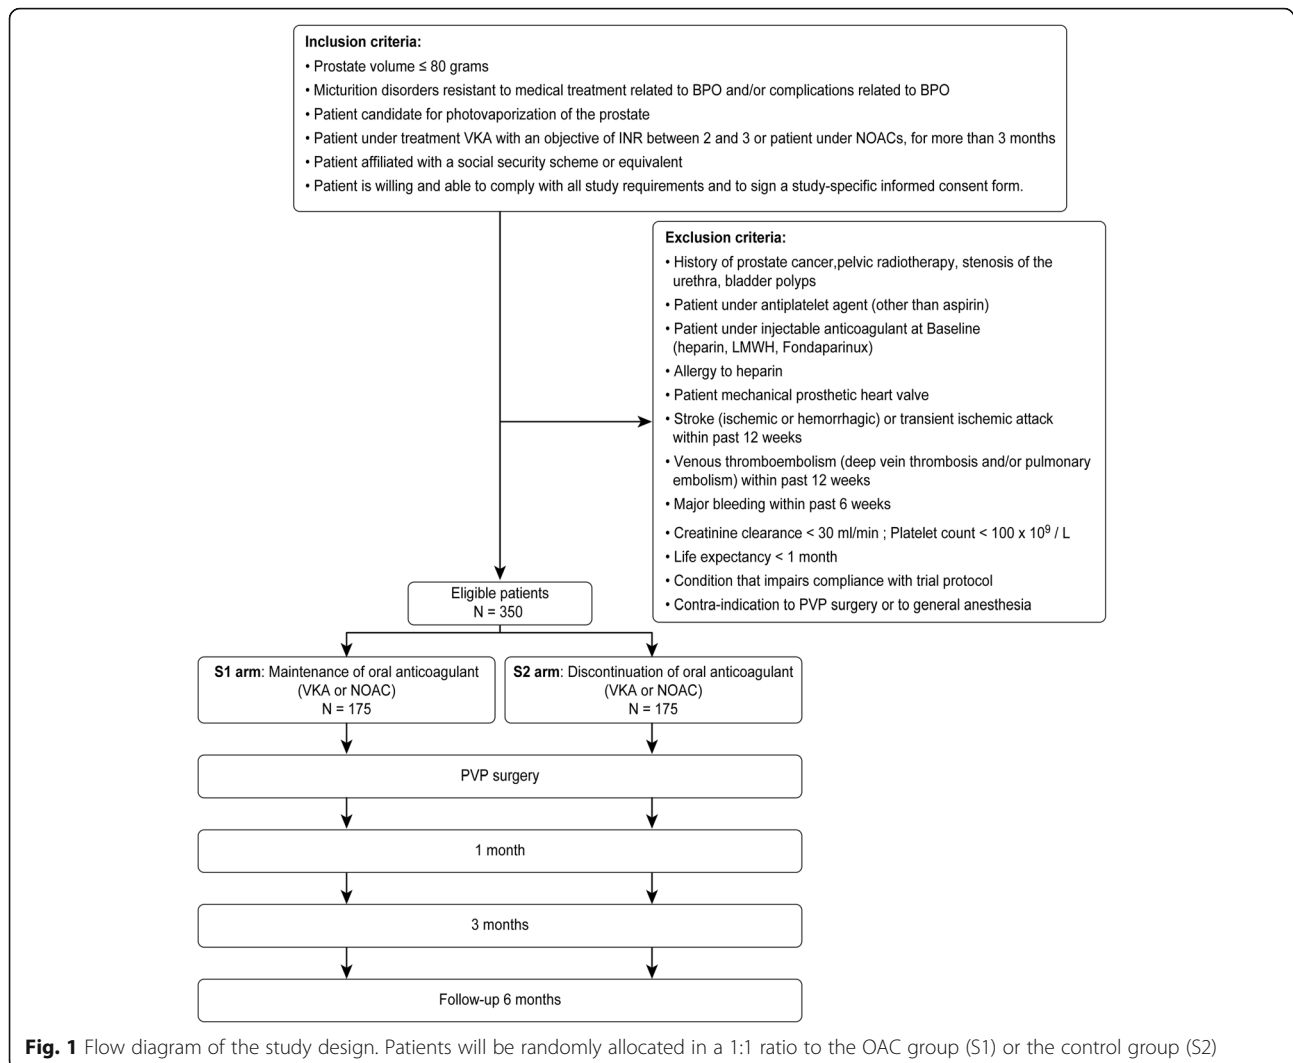 Inclusion criteria:
• Prostate volume ≤ 80 grams
• Micturition disorders resistant to medical treatment related to BPO and/or complications related to BPO
• Patient candidate for photovaporization of the prostate
• Patient under treatment VKA with an objective of INR between 2 and 3 or patient under NOACs, for more than 3 months
• Patient affiliated with a social security scheme or equivalent
• Patient is willing and able to comply with all study requirements and to sign a study-specific informed consent form.
Exclusion criteria:
• History of prostate cancer,pelvic radiotherapy, stenosis of the
urethra, bladder polyps
• Patient under antiplatelet agent (other than aspirin)
• Patient under injectable anticoagulant at Baseline
(heparin, LMWH, Fondaparinux)
• Allergy to heparin
• Patient mechanical prosthetic heart valve
• Stroke (ischemic or hemorrhagic) or transient ischemic attack
within past 12 weeks
• Venous thromboembolism (deep vein thrombosis and/or pulmonary
embolism) within past 12 weeks
• Major bleeding within past 6 weeks
• Creatinine clearance < 30 ml/min ; Platelet count < 100 x 10⁹ / L
• Life expectancy < 1 month
• Condition that impairs compliance with trial protocol
• Contra-indication to PVP surgery or to general anesthesia
Eligible patients
N = 350
S1 arm: Maintenance of oral anticoagulant
(VKA or NOAC)
N = 175
S2 arm: Discontinuation of oral anticoagulant
(VKA or NOAC)
N = 175
PVP surgery
1 month
3 months
Follow-up 6 months
Fig. 1 Flow diagram of the study design. Patients will be randomly allocated in a 1:1 ratio to the OAC group (S1) or the control group (S2)